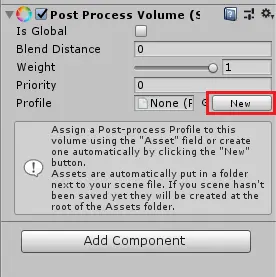 Post Process Volume (S
Is Global
Blend Distance 0
Weight 1
Priority 0
Profile None (F New
Assign a Post-process Profile to this
volume using the "Asset" field or create
one automatically by clicking the "New"
button.
Assets are automatically put in a folder
next to your scene file. If you scene hasn't
been saved yet they will be created at
the root of the Assets folder.
Add Component